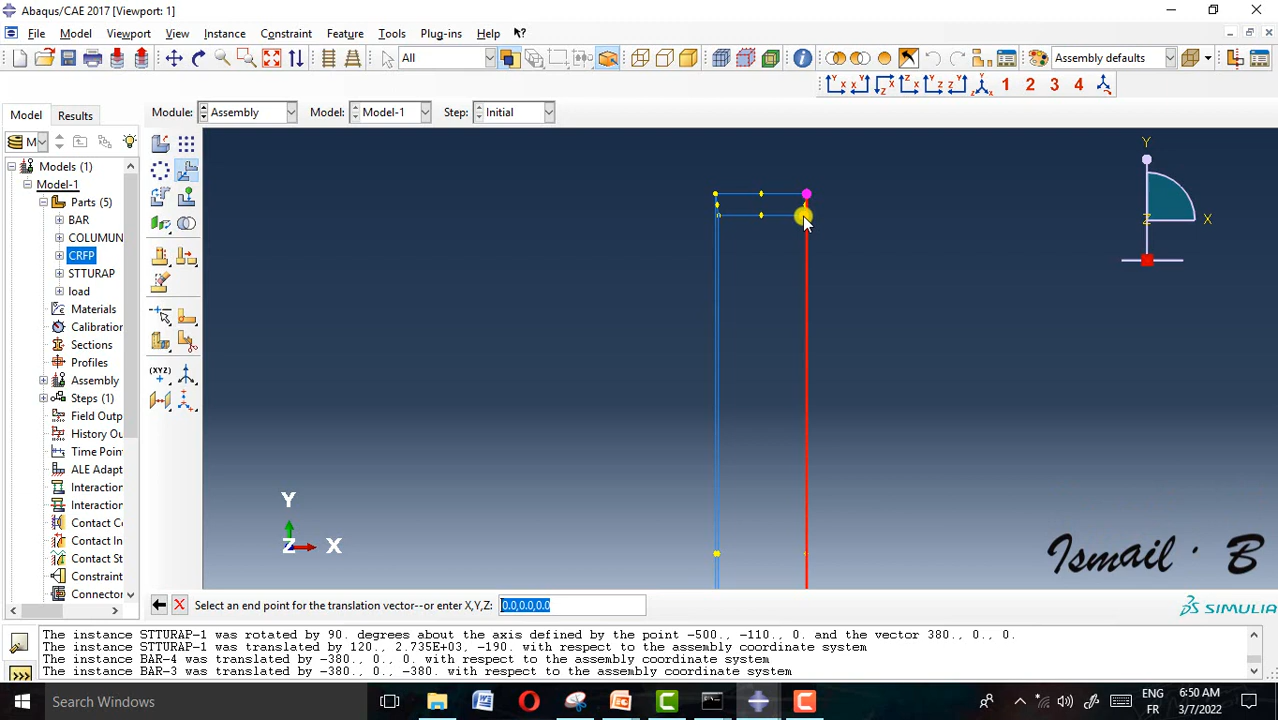 Abaqus/CAE 2017 [Viewport: 1]
File Model Viewport View Instance Constraint Feature Tools Plug-ins Help
All Assembly defaults
1 2 3 4
Model Results Module: Assembly Model: Model-1 Step: Initial
M
Models (1)
Model-1
Parts (5)
BAR
COLUMUN
CRFP
STTURAP
load
Materials
Calibration
Sections
Profiles
Assembly
Steps (1)
Field Outp
History Ou
Time Poin
ALE Adapt
Interaction
Interaction
Contact Co
Contact In
Contact St
Constraint
Connector
(XYZ)
Y
Z X
Y
Z X
Ismail · B
Select an end point for the translation vector--or enter X,Y,Z: 0.0,0.0,0.0
SIMULIA
The instance STTURAP-1 was rotated by 90. degrees about the axis defined by the point -500., -110., 0. and the vector 380., 0., 0.
The instance STTURAP-1 was translated by 120., 2.735E+03, -190. with respect to the assembly coordinate system
The instance BAR-4 was translated by -380., 0., 0. with respect to the assembly coordinate system
The instance BAR-3 was translated by -380., 0., -380. with respect to the assembly coordinate system
Search Windows
ENG
FR
6:50 AM
3/7/2022